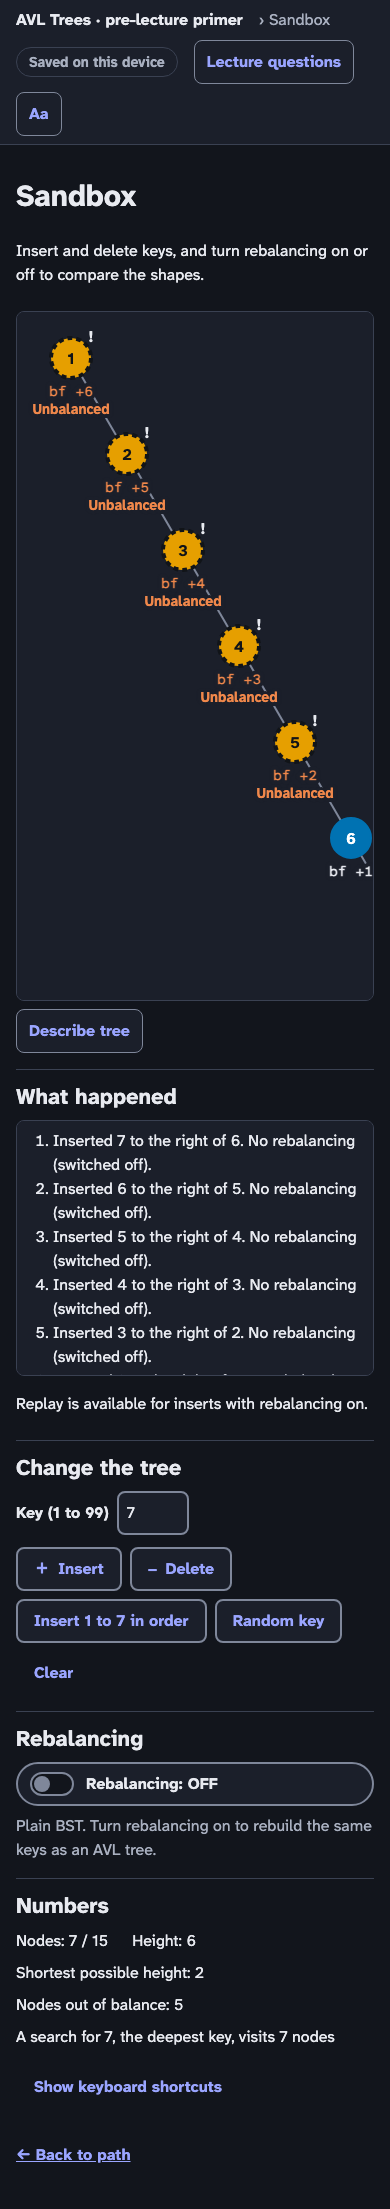 AVL Trees · pre-lecture primer › Sandbox
Saved on this device
Lecture questions
Aa
Sandbox
Insert and delete keys, and turn rebalancing on or
off to compare the shapes.
!
1
bf +6
Unbalanced
!
2
bf +5
Unbalanced
!
3
bf +4
Unbalanced
!
4
bf +3
Unbalanced
!
5
bf +2
Unbalanced
6
bf +1
Describe tree
What happened
1. Inserted 7 to the right of 6. No rebalancing
(switched off).
2. Inserted 6 to the right of 5. No rebalancing
(switched off).
3. Inserted 5 to the right of 4. No rebalancing
(switched off).
4. Inserted 4 to the right of 3. No rebalancing
(switched off).
5. Inserted 3 to the right of 2. No rebalancing
(switched off).
Replay is available for inserts with rebalancing on.
Change the tree
Key (1 to 99) 7
+ Insert
− Delete
Insert 1 to 7 in order
Random key
Clear
Rebalancing
Rebalancing: OFF
Plain BST. Turn rebalancing on to rebuild the same
keys as an AVL tree.
Numbers
Nodes: 7 / 15 Height: 6
Shortest possible height: 2
Nodes out of balance: 5
A search for 7, the deepest key, visits 7 nodes
Show keyboard shortcuts
← Back to path